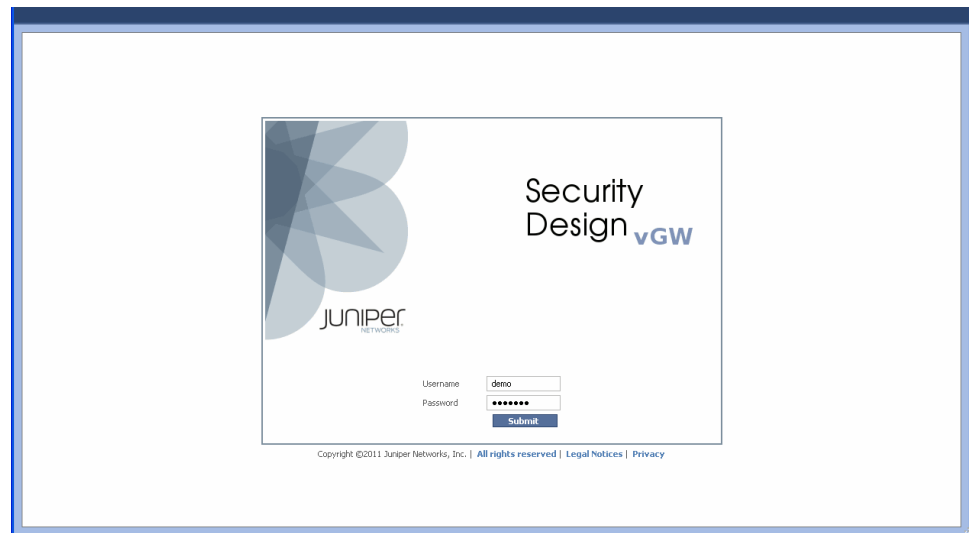 Security
Design vGW
JUNIPER
NETWORKS
Username demo
Password •••••••
Submit
Copyright ©2011 Juniper Networks, Inc. | All rights reserved | Legal Notices | Privacy